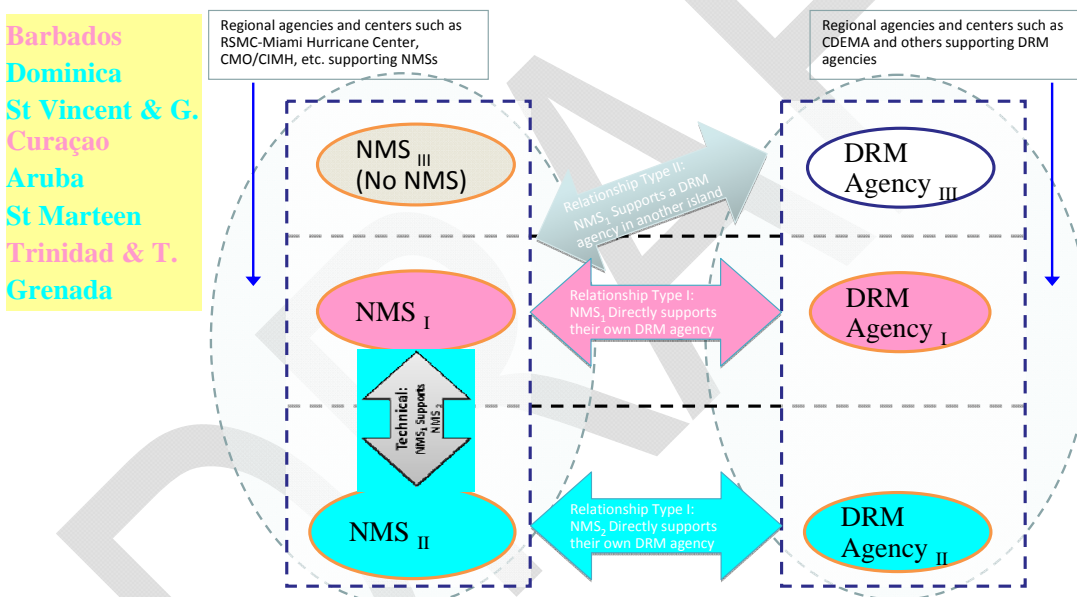 Barbados
Dominica
St Vincent & G.
Curaçao
Aruba
St Marteen
Trinidad & T.
Grenada
Regional agencies and centers such as
RSMC-Miami Hurricane Center,
CMO/CIMH, etc. supporting NMSs
Regional agencies and centers such as
CDEMA and others supporting DRM
agencies
NMS III
(No NMS)
Relationship Type II:
NMS1 Supports a DRM
agency in another island
DRM
Agency III
NMS I
Relationship Type I:
NMS1 Directly supports
their own DRM agency
DRM
Agency I
Technical:
NMS1 Supports
NMS 2
NMS II
Relationship Type I:
NMS2 Directly supports
their own DRM agency
DRM
Agency II
DRAFT